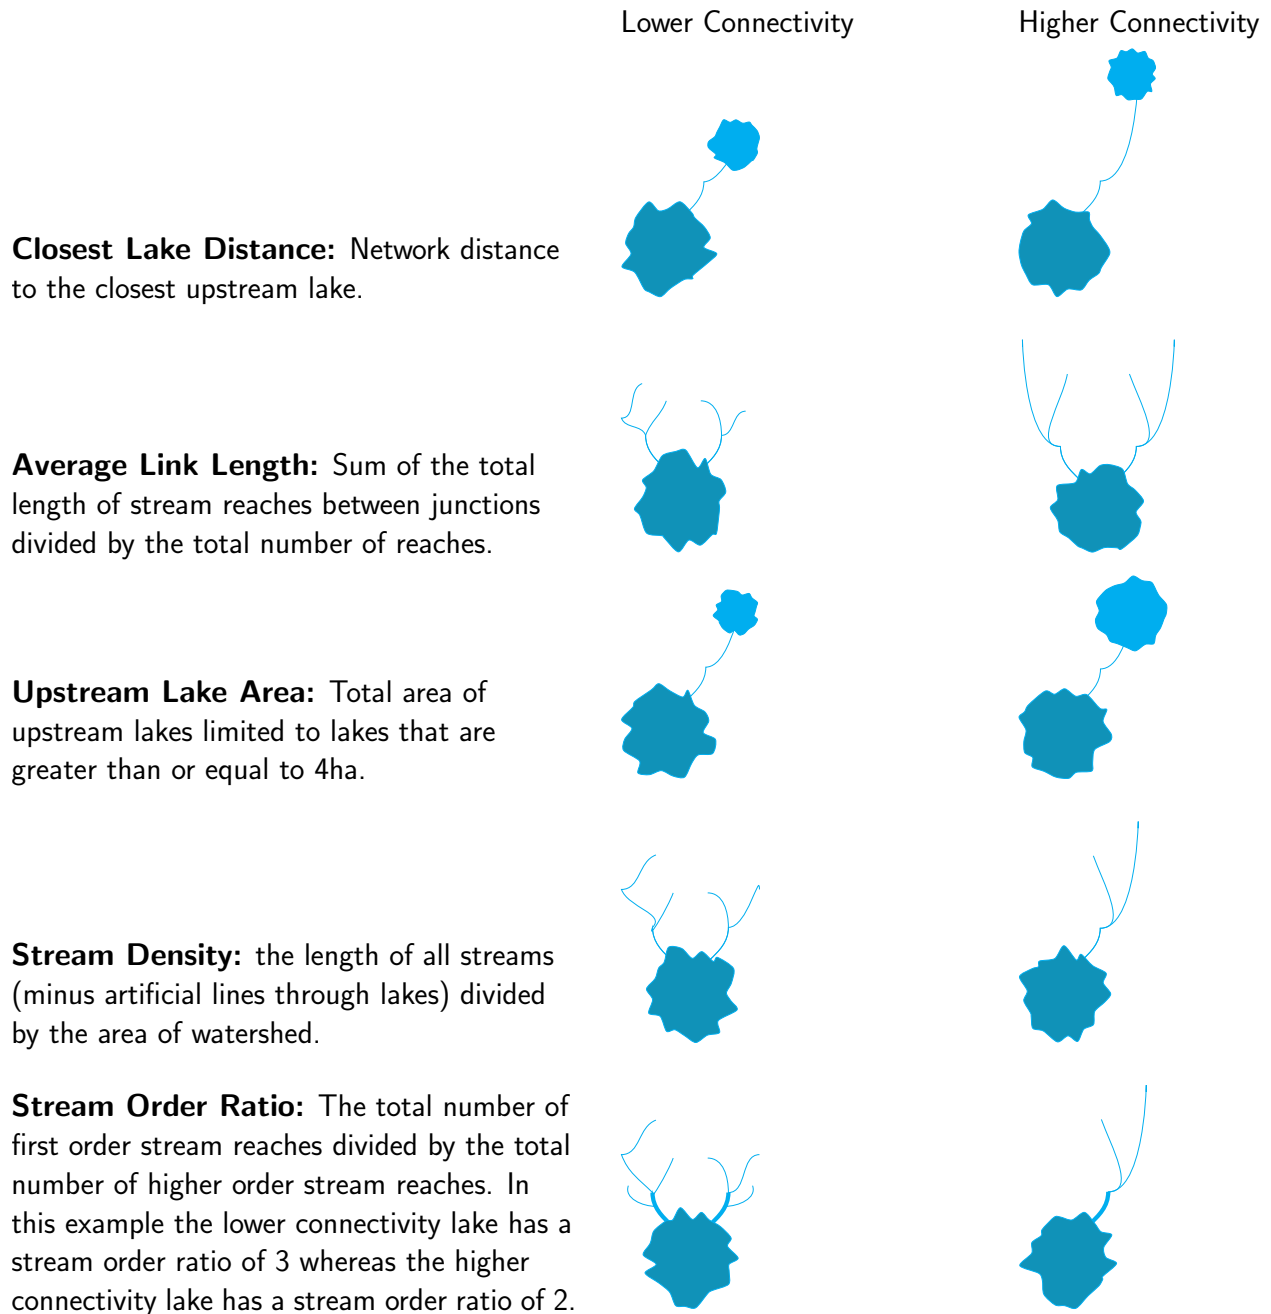 Lower Connectivity
Higher Connectivity
Closest Lake Distance: Network distance
to the closest upstream lake.
Average Link Length: Sum of the total
length of stream reaches between junctions
divided by the total number of reaches.
Upstream Lake Area: Total area of
upstream lakes limited to lakes that are
greater than or equal to 4ha.
Stream Density: the length of all streams
(minus artificial lines through lakes) divided
by the area of watershed.
Stream Order Ratio: The total number of
first order stream reaches divided by the total
number of higher order stream reaches. In
this example the lower connectivity lake has a
stream order ratio of 3 whereas the higher
connectivity lake has a stream order ratio of 2.